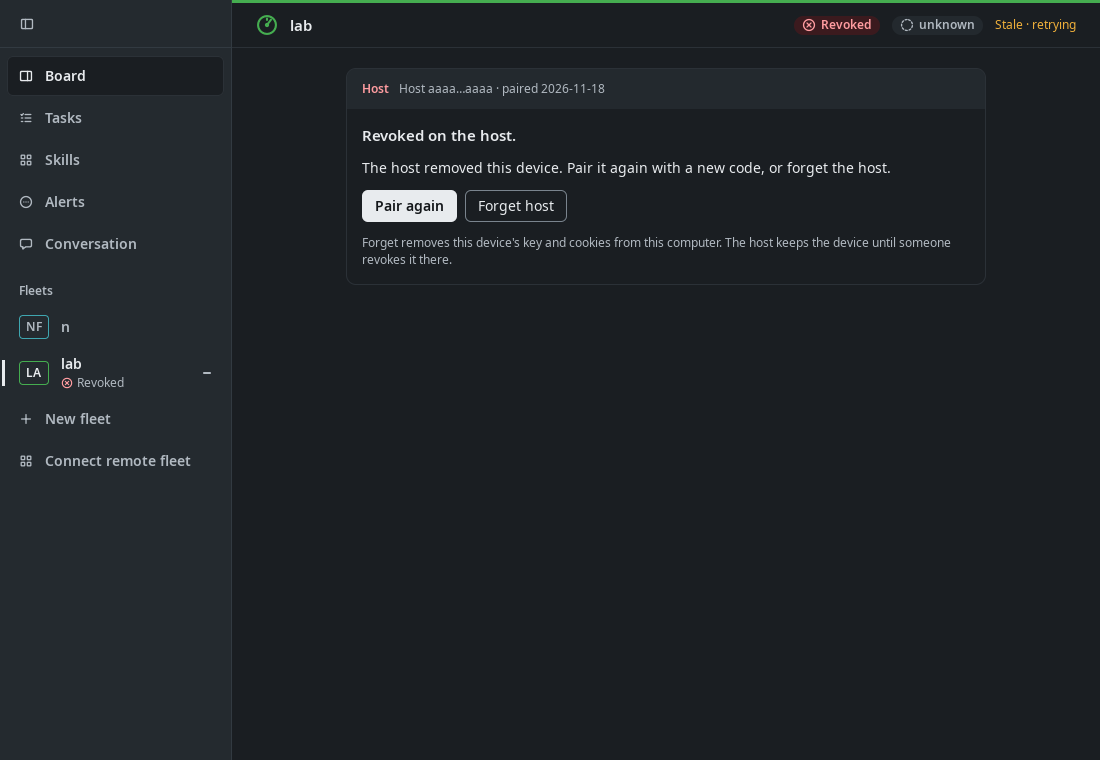 lab
Revoked
unknown
Stale · retrying
Board
Tasks
Skills
Alerts
Conversation
Fleets
NF n
LA lab
Revoked
New fleet
Connect remote fleet
Host Host aaaa…aaaa · paired 2026-11-18
Revoked on the host.
The host removed this device. Pair it again with a new code, or forget the host.
Pair again
Forget host
Forget removes this device's key and cookies from this computer. The host keeps the device until someone
revokes it there.